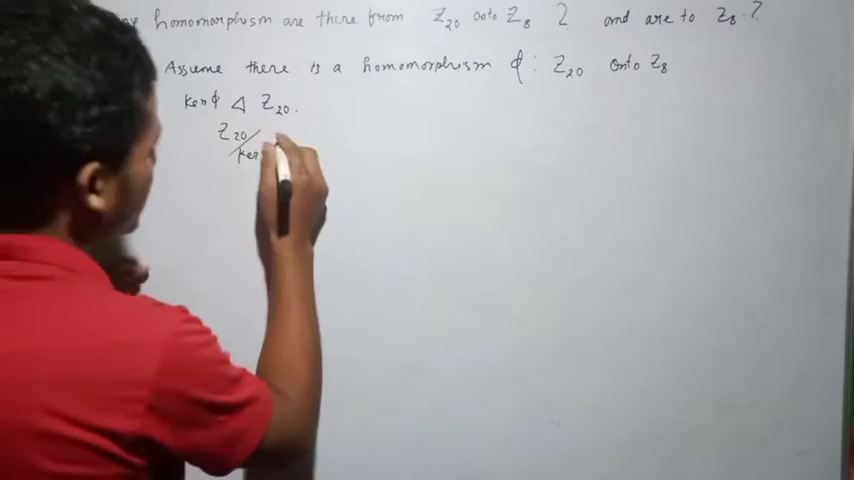 homomorphism are there from Z₂₀ onto Z₈ ? and are to Z₈ . ?
Assume there is a homomorphism ϕ : Z₂₀ onto Z₈
Ker ϕ ◁ Z₂₀ .
Z₂₀ / Ker